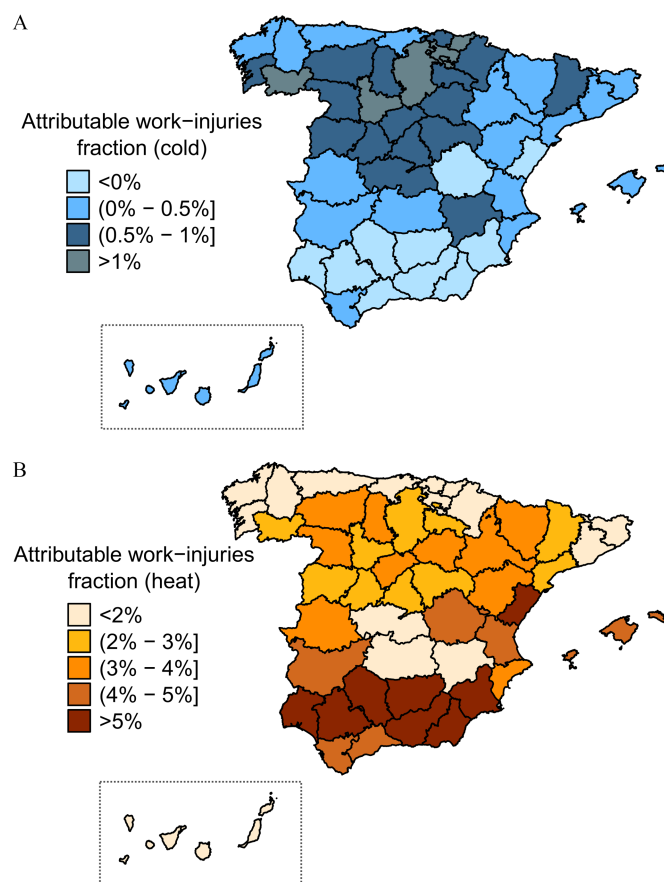 A
Attributable work−injuries
fraction (cold)
<0%
(0% − 0.5%]
(0.5% − 1%]
>1%
B
Attributable work−injuries
fraction (heat)
<2%
(2% − 3%]
(3% − 4%]
(4% − 5%]
>5%